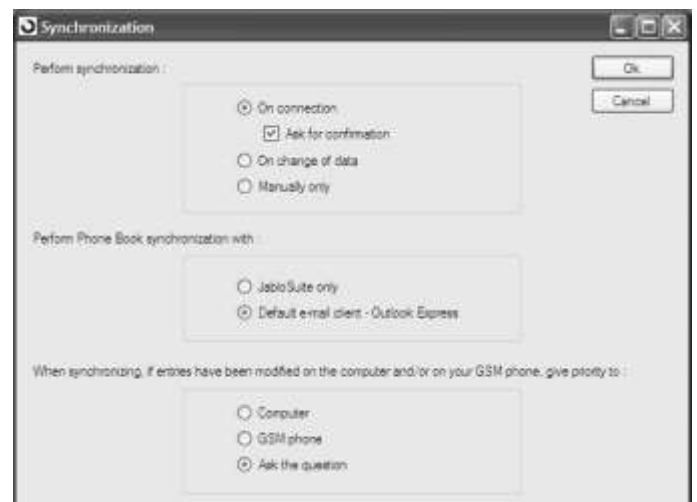 Synchronization
Perform synchronization :
Ok
Cancel
On connection
Ask for confirmation
On change of data
Manually only
Perform Phone Book synchronization with :
JabloSuite only
Default e-mail client - Outlook Express
When synchronizing, if entries have been modified on the computer and/or on your GSM phone, give priority to :
Computer
GSM phone
Ask the question